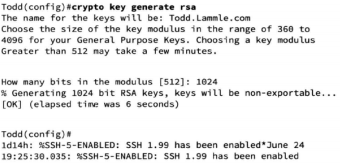 Todd(config)#crypto key generate rsa
The name for the keys will be: Todd.Lammle.com
Choose the size of the key modulus in the range of 360 to
4096 for your General Purpose Keys. Choosing a key modulus
Greater than 512 may take a few minutes.
How many bits in the modulus [512]: 1024
% Generating 1024 bit RSA keys, keys will be non-exportable...
[OK] (elapsed time was 6 seconds)
Todd(config)#
1d14h: %SSH-5-ENABLED: SSH 1.99 has been enabled*June 24
19:25:30.035: %SSH-5-ENABLED: SSH 1.99 has been enabled